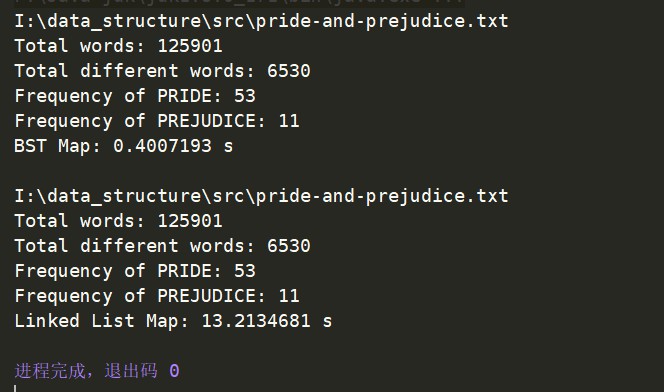 I:\data_structure\src\pride-and-prejudice.txt
Total words: 125901
Total different words: 6530
Frequency of PRIDE: 53
Frequency of PREJUDICE: 11
BST Map: 0.4007193 s
I:\data_structure\src\pride-and-prejudice.txt
Total words: 125901
Total different words: 6530
Frequency of PRIDE: 53
Frequency of PREJUDICE: 11
Linked List Map: 13.2134681 s
进程完成，退出码 0